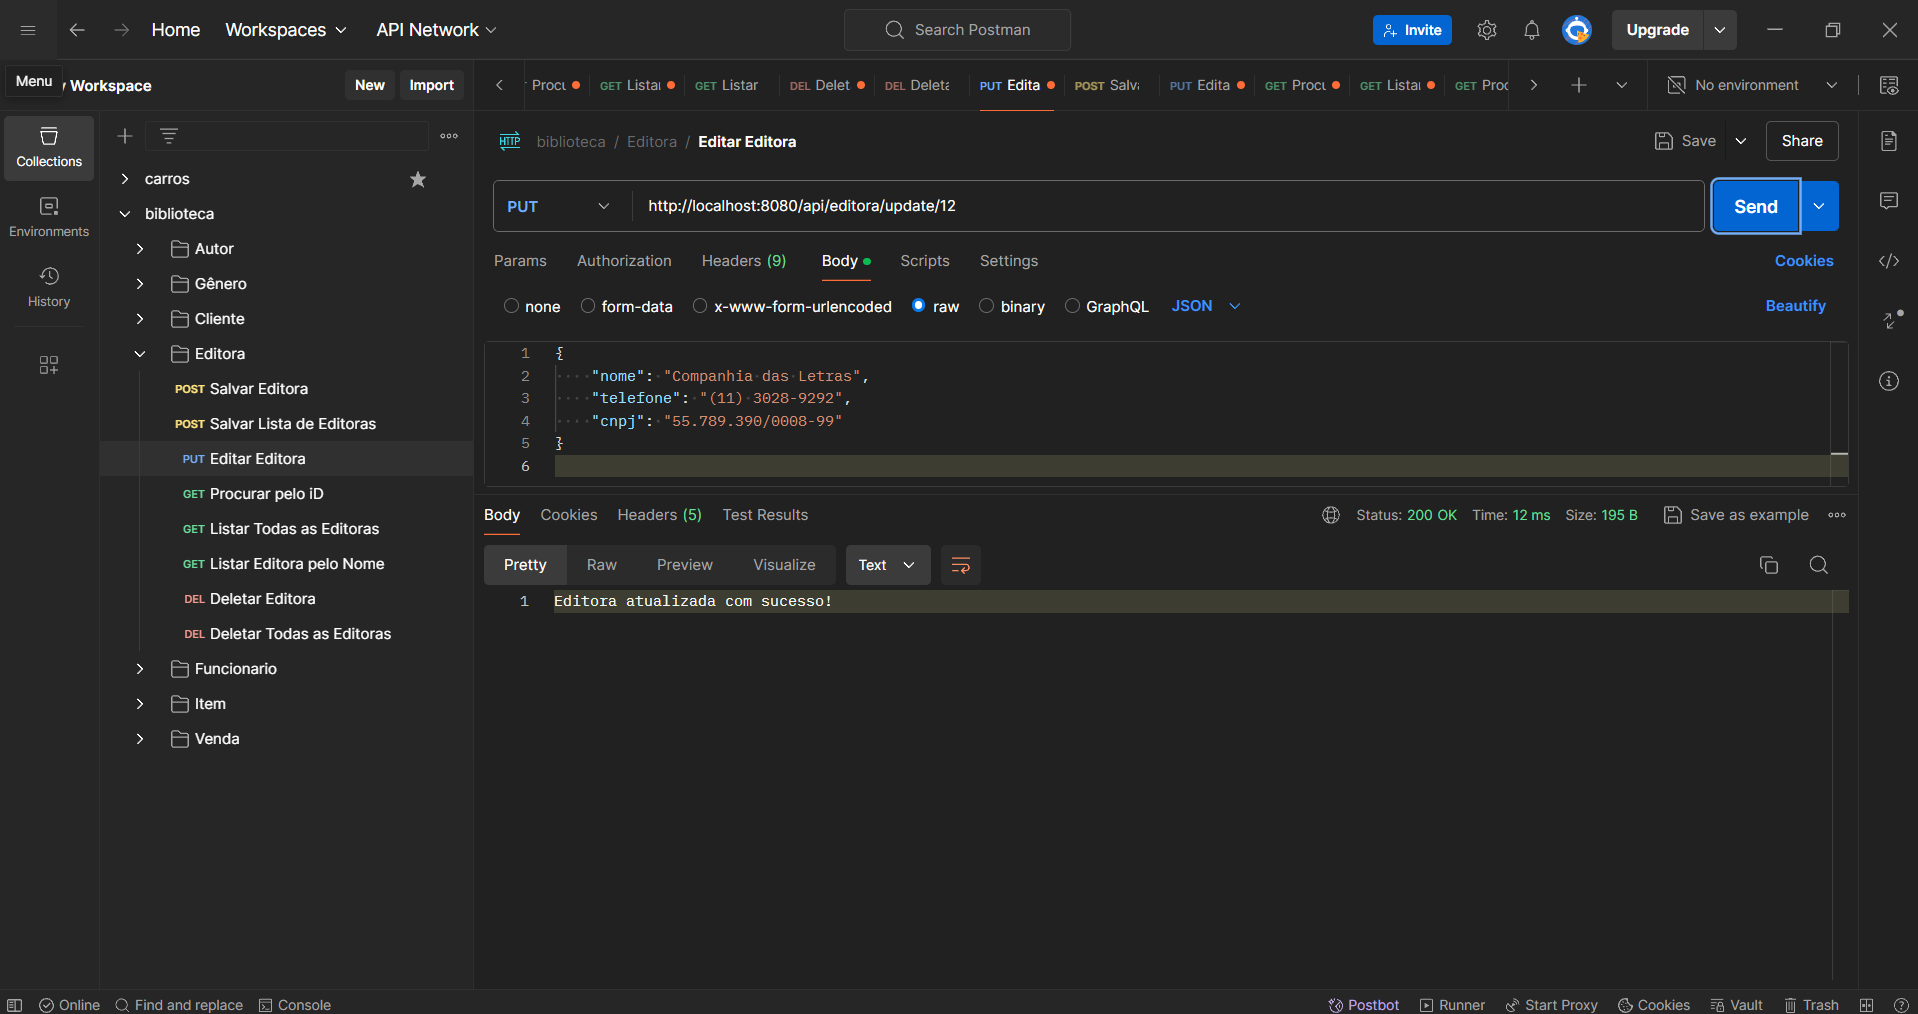 Home
Workspaces
API Network
Search Postman
Invite
Upgrade
Menu
y Workspace
New
Import
Procu
GET Listar
GET Listar
DEL Delet
DEL Deleta
PUT Edita
POST Salv
PUT Edita
GET Procu
GET Listar
GET Proc
No environment
Collections
Environments
History
carros
biblioteca
Autor
Gênero
Cliente
Editora
POST Salvar Editora
POST Salvar Lista de Editoras
PUT Editar Editora
GET Procurar pelo iD
GET Listar Todas as Editoras
GET Listar Editora pelo Nome
DEL Deletar Editora
DEL Deletar Todas as Editoras
Funcionario
Item
Venda
HTTP biblioteca / Editora / Editar Editora
Save
Share
PUT
http://localhost:8080/api/editora/update/12
Send
Params
Authorization
Headers (9)
Body
Scripts
Settings
Cookies
none
form-data
x-www-form-urlencoded
raw
binary
GraphQL
JSON
Beautify
1 {
2 "nome": "Companhia das Letras",
3 "telefone": "(11) 3028-9292",
4 "cnpj": "55.789.390/0008-99"
5 }
6
Body
Cookies
Headers (5)
Test Results
Status: 200 OK
Time: 12 ms
Size: 195 B
Save as example
Pretty
Raw
Preview
Visualize
Text
1 Editora atualizada com sucesso!
Online
Find and replace
Console
Postbot
Runner
Start Proxy
Cookies
Vault
Trash